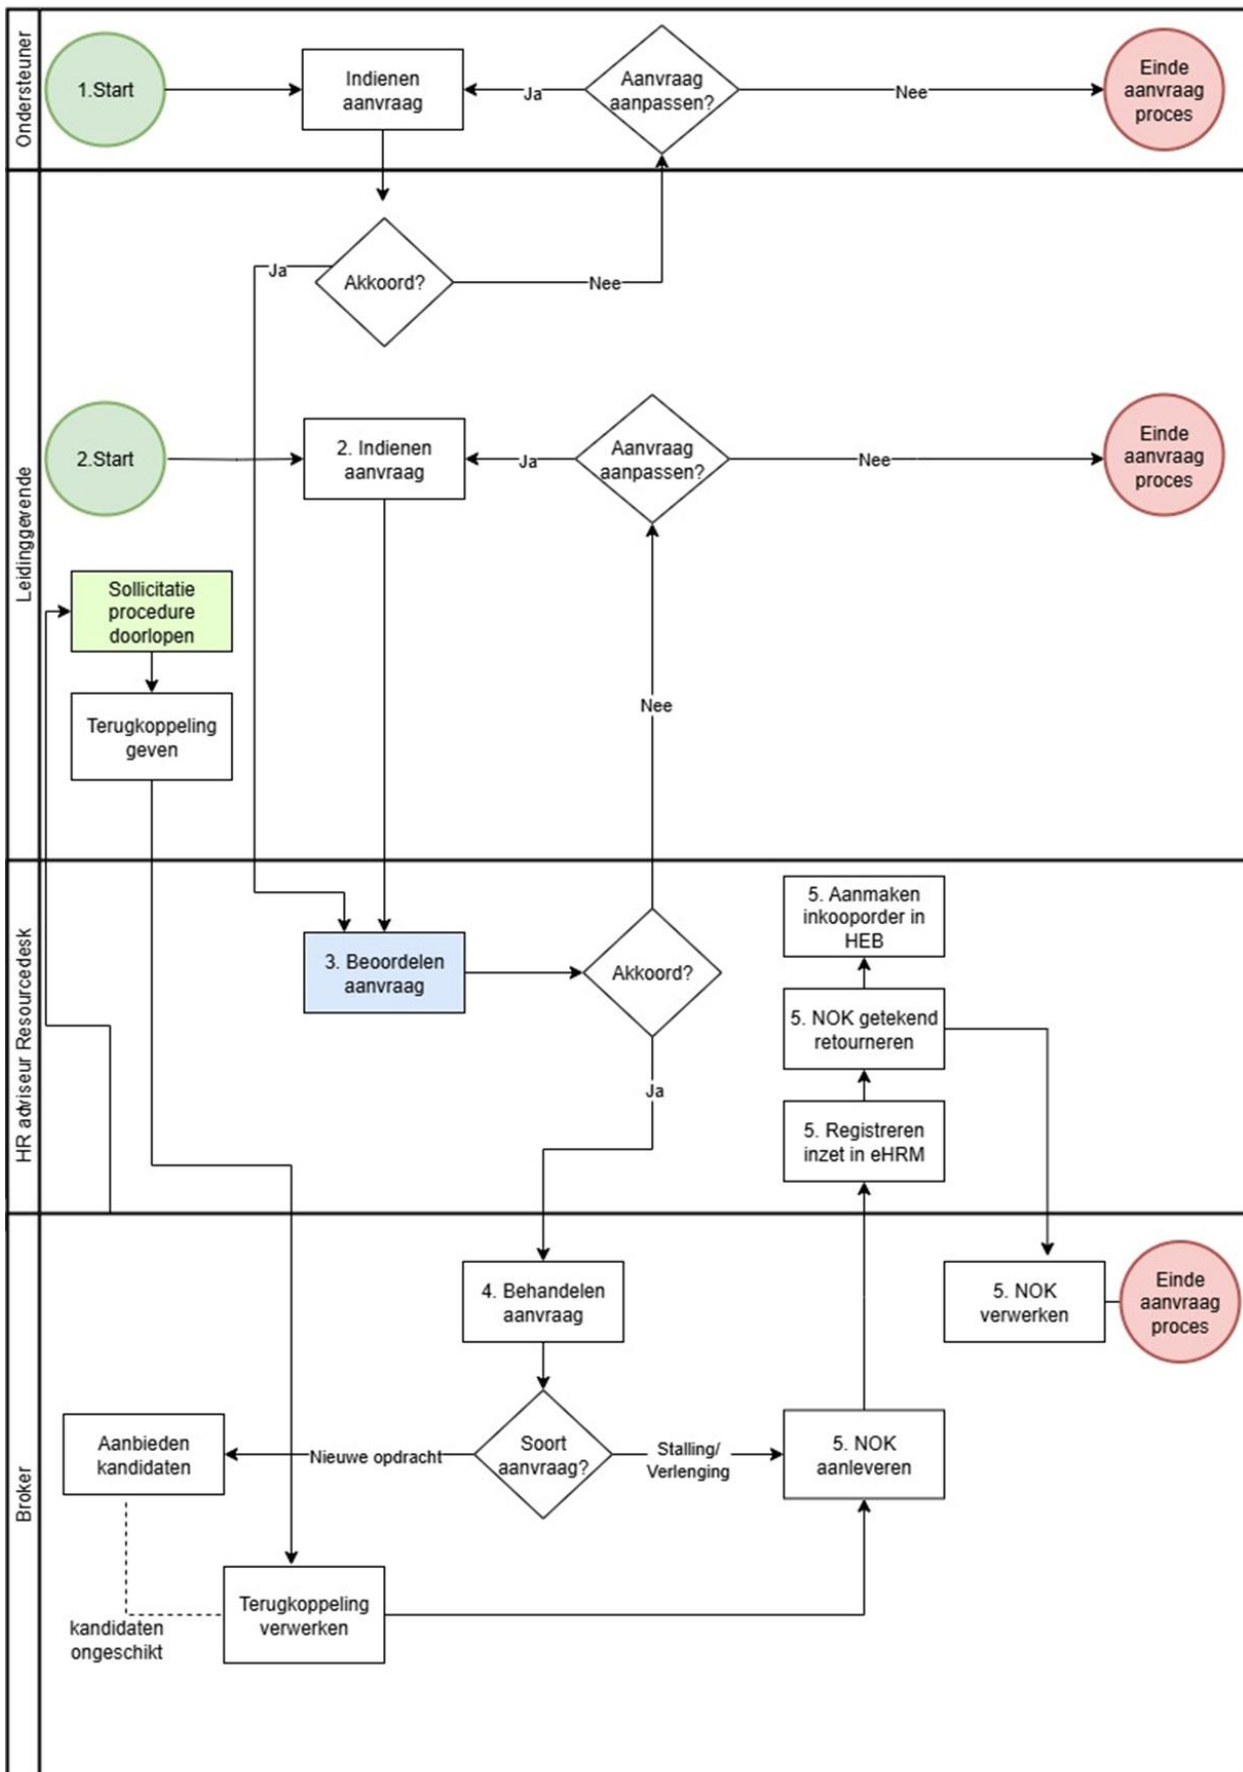 Ondersteuner
1.Start
Indienen
aanvraag
Ja
Aanvraag
aanpassen?
Nee
Einde
aanvraag
proces
Leidinggevende
Ja
Akkoord?
Nee
2.Start
2. Indienen
aanvraag
Ja
Aanvraag
aanpassen?
Nee
Einde
aanvraag
proces
Sollicitatie
procedure
doorlopen
Terugkoppeling
geven
Nee
HR adviseur Resourcedesk
3. Beoordelen
aanvraag
Akkoord?
Ja
5. Aanmaken
inkooporder in
HEB
5. NOK getekend
retourneren
5. Registreren
inzet in eHRM
Broker
4. Behandelen
aanvraag
5. NOK
verwerken
Einde
aanvraag
proces
Aanbieden
kandidaten
Nieuwe opdracht
Soort
aanvraag?
Stalling/
Verlenging
5. NOK
aanleveren
kandidaten
ongeschikt
Terugkoppeling
verwerken